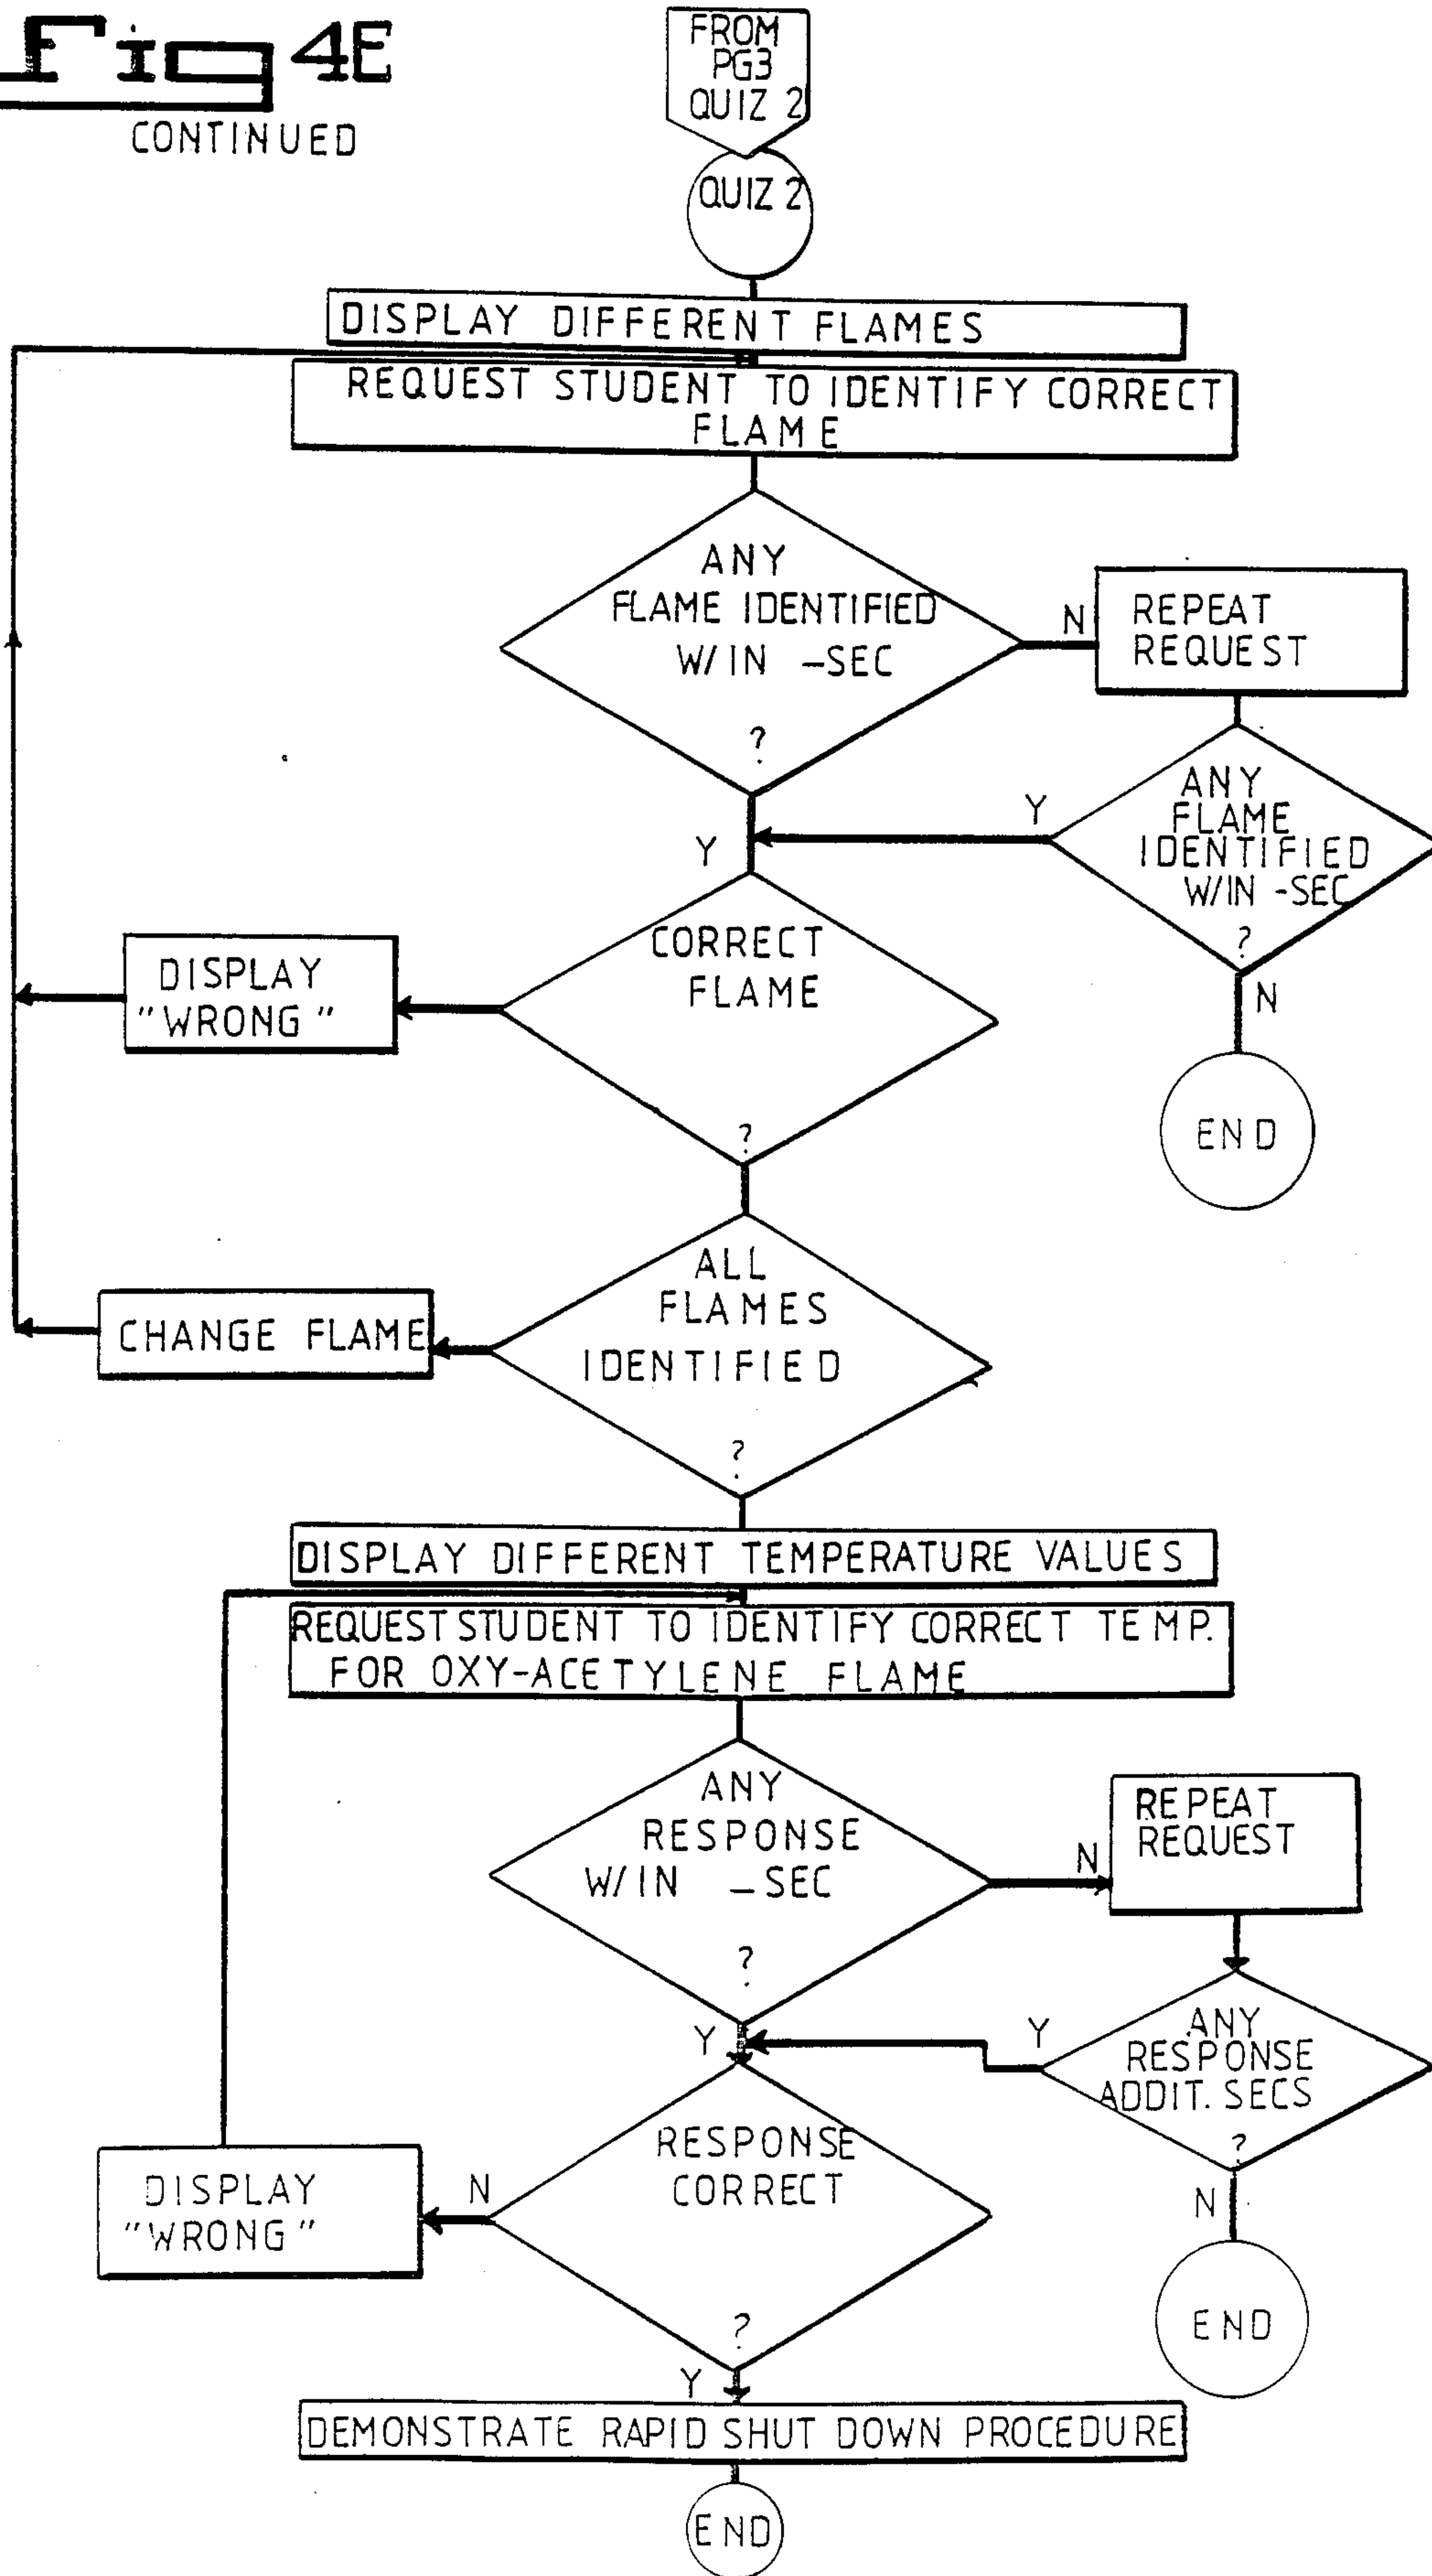 Fig 4E
CONTINUED
FROM
PG3
QUIZ 2
QUIZ 2
DISPLAY DIFFERENT FLAMES
REQUEST STUDENT TO IDENTIFY CORRECT
FLAME
ANY
FLAME IDENTIFIED
W/IN -SEC
?
N
REPEAT
REQUEST
Y
ANY
FLAME
IDENTIFIED
W/IN -SEC
?
N
END
Y
CORRECT
FLAME
?
DISPLAY
"WRONG"
ALL
FLAMES
IDENTIFIED
?
CHANGE FLAME
DISPLAY DIFFERENT TEMPERATURE VALUES
REQUEST STUDENT TO IDENTIFY CORRECT TEMP.
FOR OXY-ACETYLENE FLAME
ANY
RESPONSE
W/IN -SEC
?
N
REPEAT
REQUEST
Y
ANY
RESPONSE
ADDIT. SECS
?
N
END
Y
RESPONSE
CORRECT
?
N
DISPLAY
"WRONG"
Y
DEMONSTRATE RAPID SHUT DOWN PROCEDURE
END